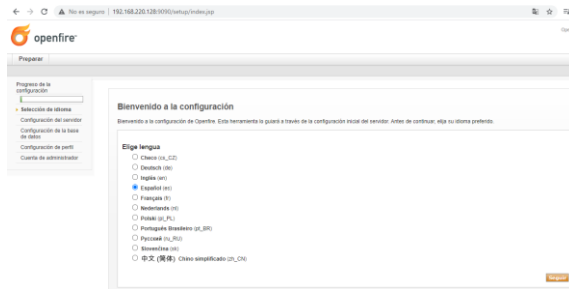 No es seguro | 192.168.220.128:9090/setup/index.jsp
openfire
Preparar
Progreso de la
configuración
Selección de idioma
Configuración del servidor
Configuración de la base
de datos
Configuración de perfil
Cuenta de administrador
Bienvenido a la configuración
Bienvenido a la configuración de Openfire. Esta herramienta la guiará a través de la configuración inicial del servidor. Antes de continuar, elija su idioma preferido.
Elige lengua
Checo (cs_CZ)
Deutsch (de)
Inglés (en)
Español (es)
Français (fr)
Nederlands (nl)
Polski (pl_PL)
Portugués Brasileiro (pt_BR)
Русский (ru_RU)
Slovenčina (sk)
中文 (简体) Chino simplificado (zh_CN)